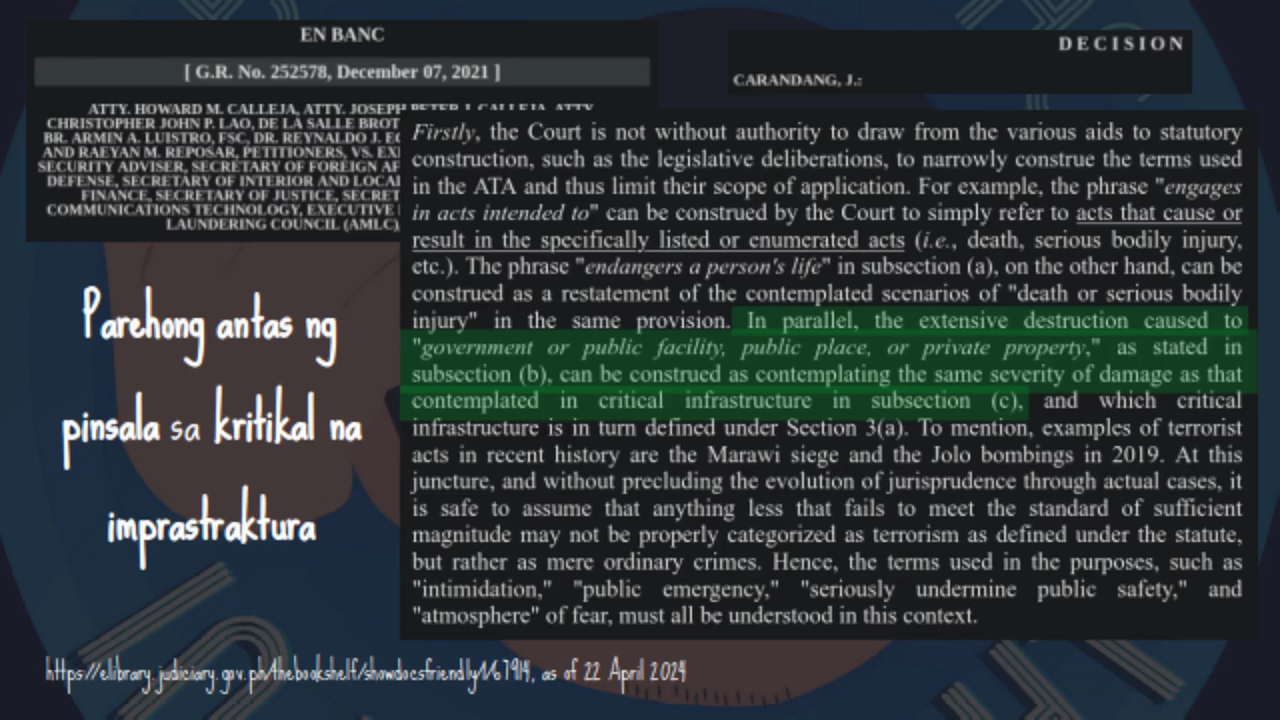 EN BANC
[ G.R. No. 252578, December 07, 2021 ]
ATTY. HOWARD M. CALLEJA, ATTY. JOSEPH PETER J. CALLEJA, ATTY.
CHRISTOPHER JOHN P. LAO, DE LA SALLE BROT
BR. ARMIN A. LUISTRO, FSC, DR. REYNALDO J. EC
AND RAEYAN M. REPOSAR, PETITIONERS, VS. EX
SECURITY ADVISER, SECRETARY OF FOREIGN AF
DEFENSE, SECRETARY OF INTERIOR AND LOCAL
FINANCE, SECRETARY OF JUSTICE, SECRET
COMMUNICATIONS TECHNOLOGY, EXECUTIVE
LAUNDERING COUNCIL (AMLC),
DECISION
CARANDANG, J.:
Firstly, the Court is not without authority to draw from the various aids to statutory
construction, such as the legislative deliberations, to narrowly construe the terms used
in the ATA and thus limit their scope of application. For example, the phrase "engages
in acts intended to" can be construed by the Court to simply refer to acts that cause or
result in the specifically listed or enumerated acts (i.e., death, serious bodily injury,
etc.). The phrase "endangers a person's life" in subsection (a), on the other hand, can be
construed as a restatement of the contemplated scenarios of "death or serious bodily
injury" in the same provision. In parallel, the extensive destruction caused to
"government or public facility, public place, or private property," as stated in
subsection (b), can be construed as contemplating the same severity of damage as that
contemplated in critical infrastructure in subsection (c), and which critical
infrastructure is in turn defined under Section 3(a). To mention, examples of terrorist
acts in recent history are the Marawi siege and the Jolo bombings in 2019. At this
juncture, and without precluding the evolution of jurisprudence through actual cases, it
is safe to assume that anything less that fails to meet the standard of sufficient
magnitude may not be properly categorized as terrorism as defined under the statute,
but rather as mere ordinary crimes. Hence, the terms used in the purposes, such as
"intimidation," "public emergency," "seriously undermine public safety," and
"atmosphere" of fear, must all be understood in this context.
Parehong antas ng
pinsala sa kritikal na
imprastraktura
https://elibrary.judiciary.gov.ph/thebookshelf/showdocsfriendly/1/67914, as of 22 April 2024